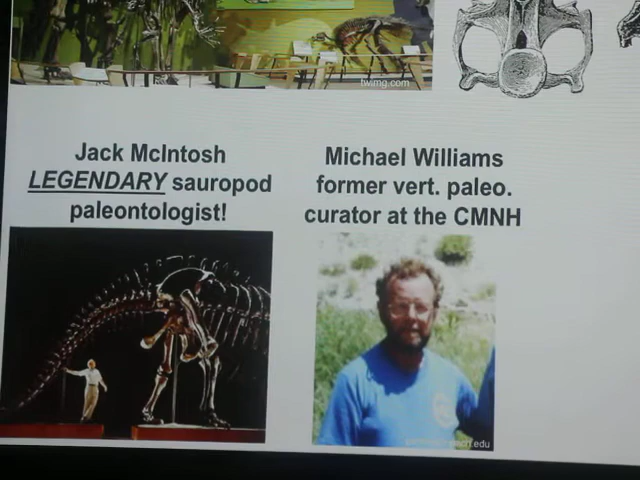 twimg.com
Jack McIntosh
LEGENDARY sauropod
paleontologist!
Michael Williams
former vert. paleo.
curator at the CMNH